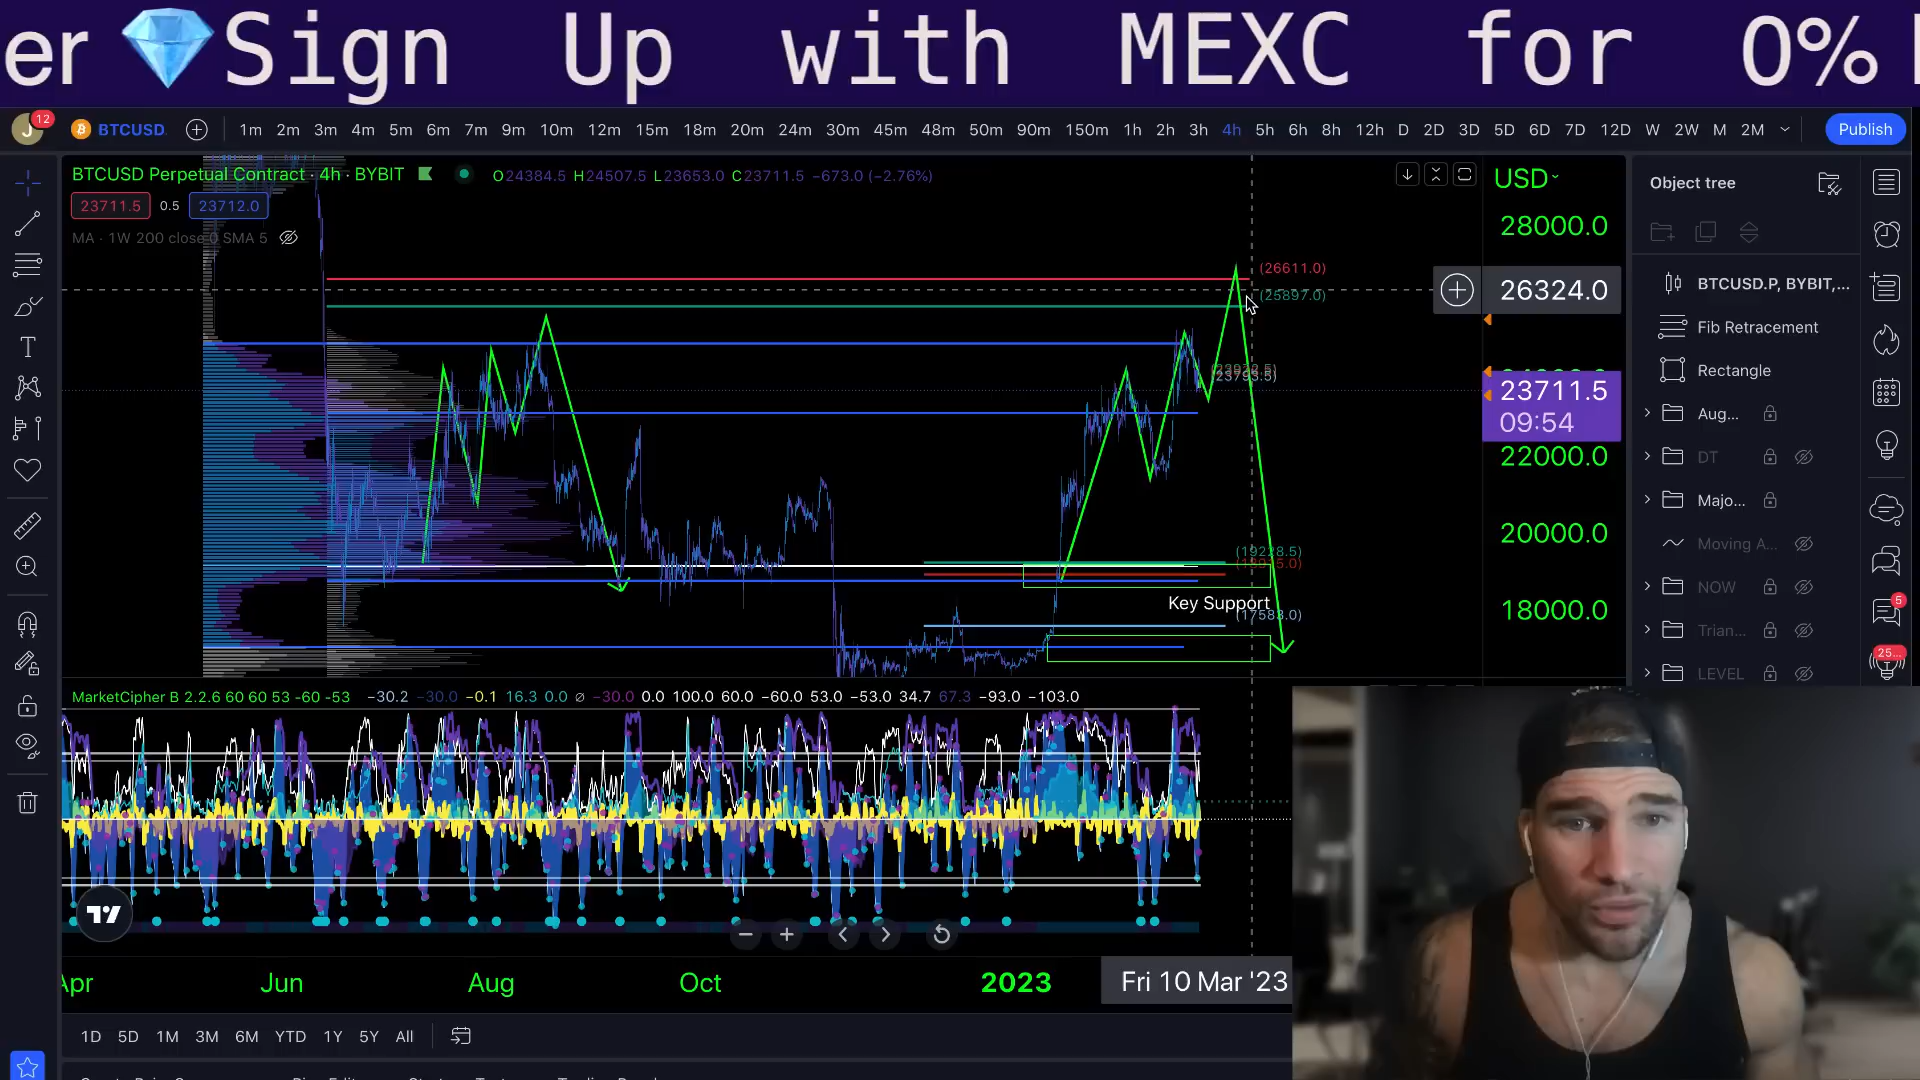 er 💎Sign Up with MEXC for 0%
J 12 BTCUSD 1m 2m 3m 4m 5m 6m 7m 9m 10m 12m 15m 18m 20m 24m 30m 45m 48m 50m 90m 150m 1h 2h 3h 4h 5h 6h 8h 12h D 2D 3D 5D 6D 7D 12D W 2W M 2M Publish
BTCUSD Perpetual Contract · 4h · BYBIT O24384.5 H24507.5 L23653.0 C23711.5 −673.0 (−2.76%)
23711.5 0.5 23712.0
MA · 1W 200 close 0 SMA 5
USD
28000.0
26324.0
23711.5
09:54
22000.0
20000.0
18000.0
(26611.0)
(25897.0)
(23793.5)
(19228.5)
Key Support
(17583.0)
Object tree
BTCUSD.P, BYBIT,...
Fib Retracement
Rectangle
Aug...
DT
Majo...
Moving A...
NOW
Trian...
LEVEL
5
25...
MarketCipher B 2.2.6 60 60 53 -60 -53 −30.2 −30.0 −0.1 16.3 0.0 ∅ −30.0 0.0 100.0 60.0 −60.0 53.0 −53.0 34.7 67.3 −93.0 −103.0
Apr Jun Aug Oct 2023 Fri 10 Mar '23
1D 5D 1M 3M 6M YTD 1Y 5Y All